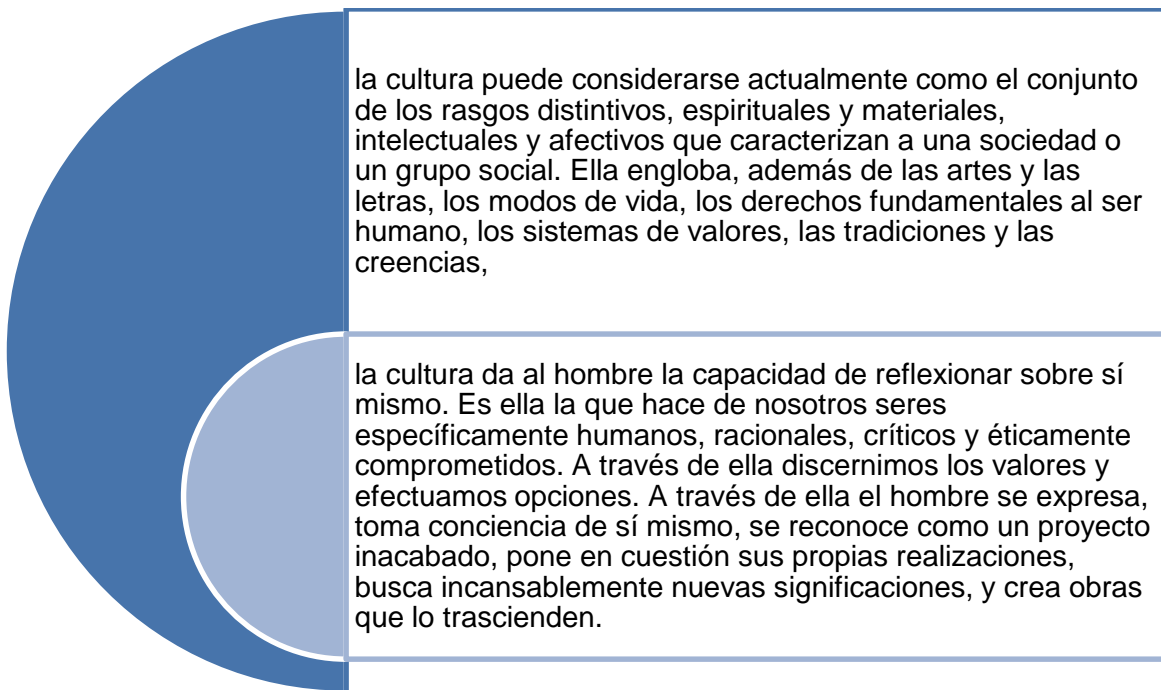 la cultura puede considerarse actualmente como el conjunto
de los rasgos distintivos, espirituales y materiales,
intelectuales y afectivos que caracterizan a una sociedad o
un grupo social. Ella engloba, además de las artes y las
letras, los modos de vida, los derechos fundamentales al ser
humano, los sistemas de valores, las tradiciones y las
creencias,
la cultura da al hombre la capacidad de reflexionar sobre sí
mismo. Es ella la que hace de nosotros seres
específicamente humanos, racionales, críticos y éticamente
comprometidos. A través de ella discernimos los valores y
efectuamos opciones. A través de ella el hombre se expresa,
toma conciencia de sí mismo, se reconoce como un proyecto
inacabado, pone en cuestión sus propias realizaciones,
busca incansablemente nuevas significaciones, y crea obras
que lo trascienden.